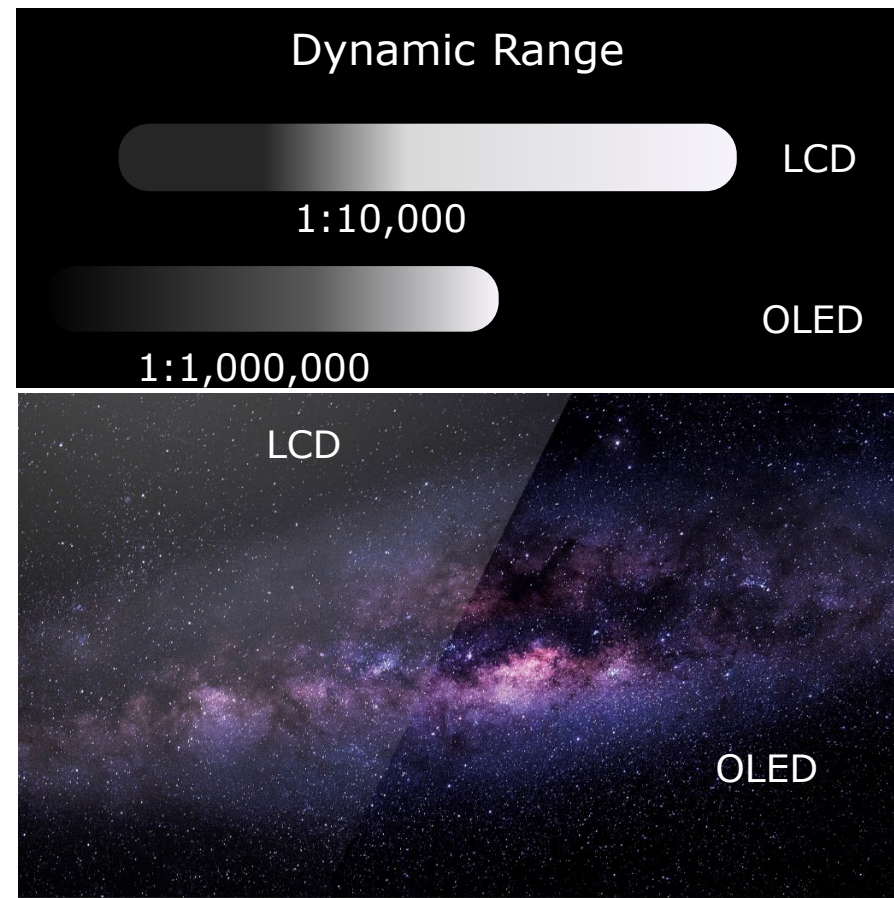 Dynamic Range
LCD
1:10,000
OLED
1:1,000,000
LCD
OLED